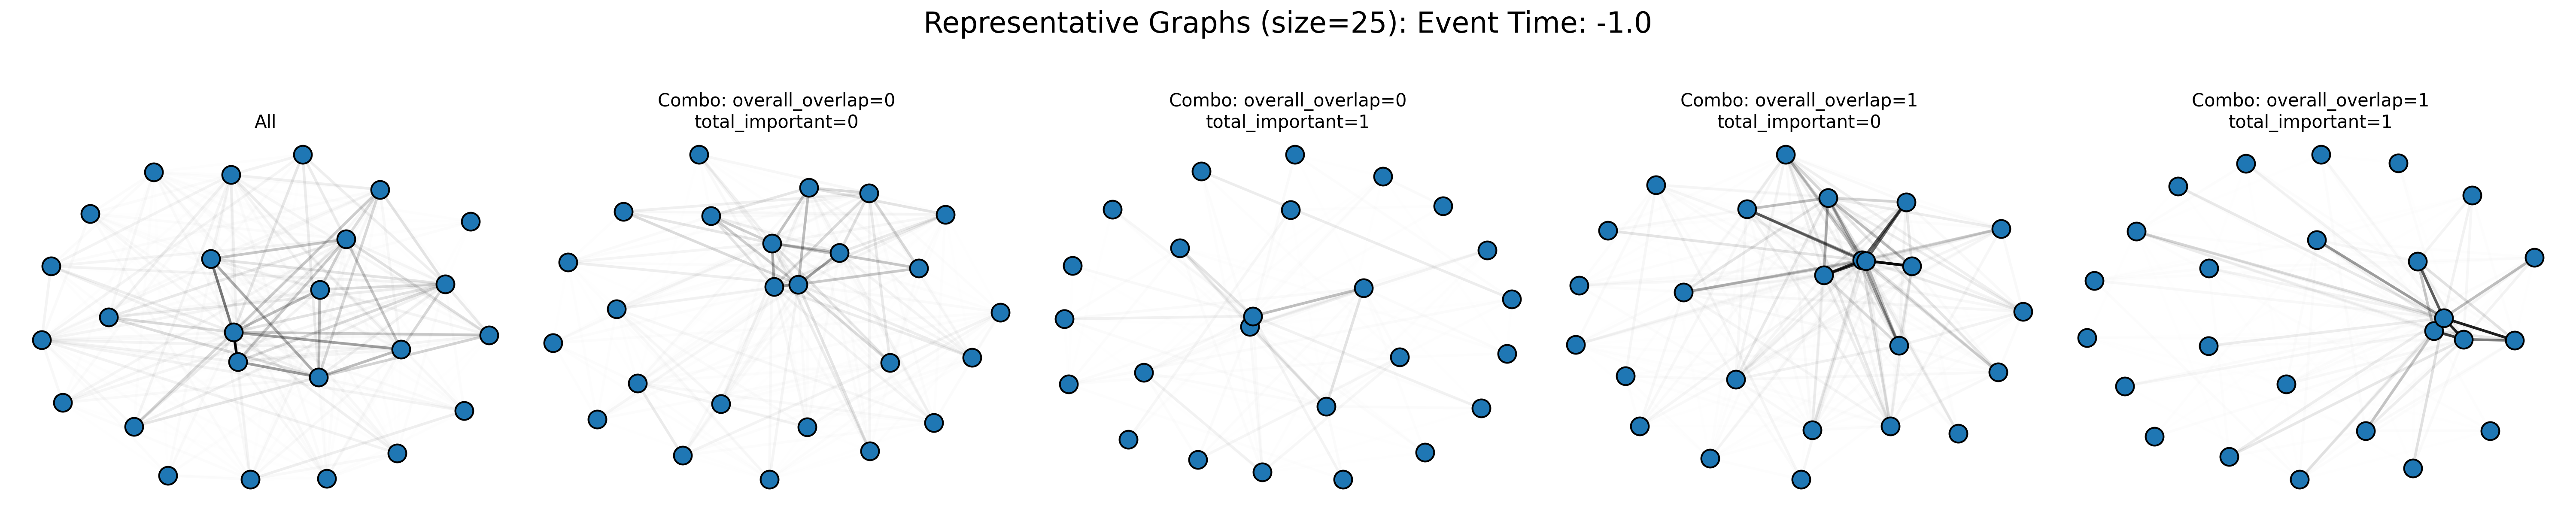 Representative Graphs (size=25): Event Time: -1.0
All
Combo: overall_overlap=0
total_important=0
Combo: overall_overlap=0
total_important=1
Combo: overall_overlap=1
total_important=0
Combo: overall_overlap=1
total_important=1